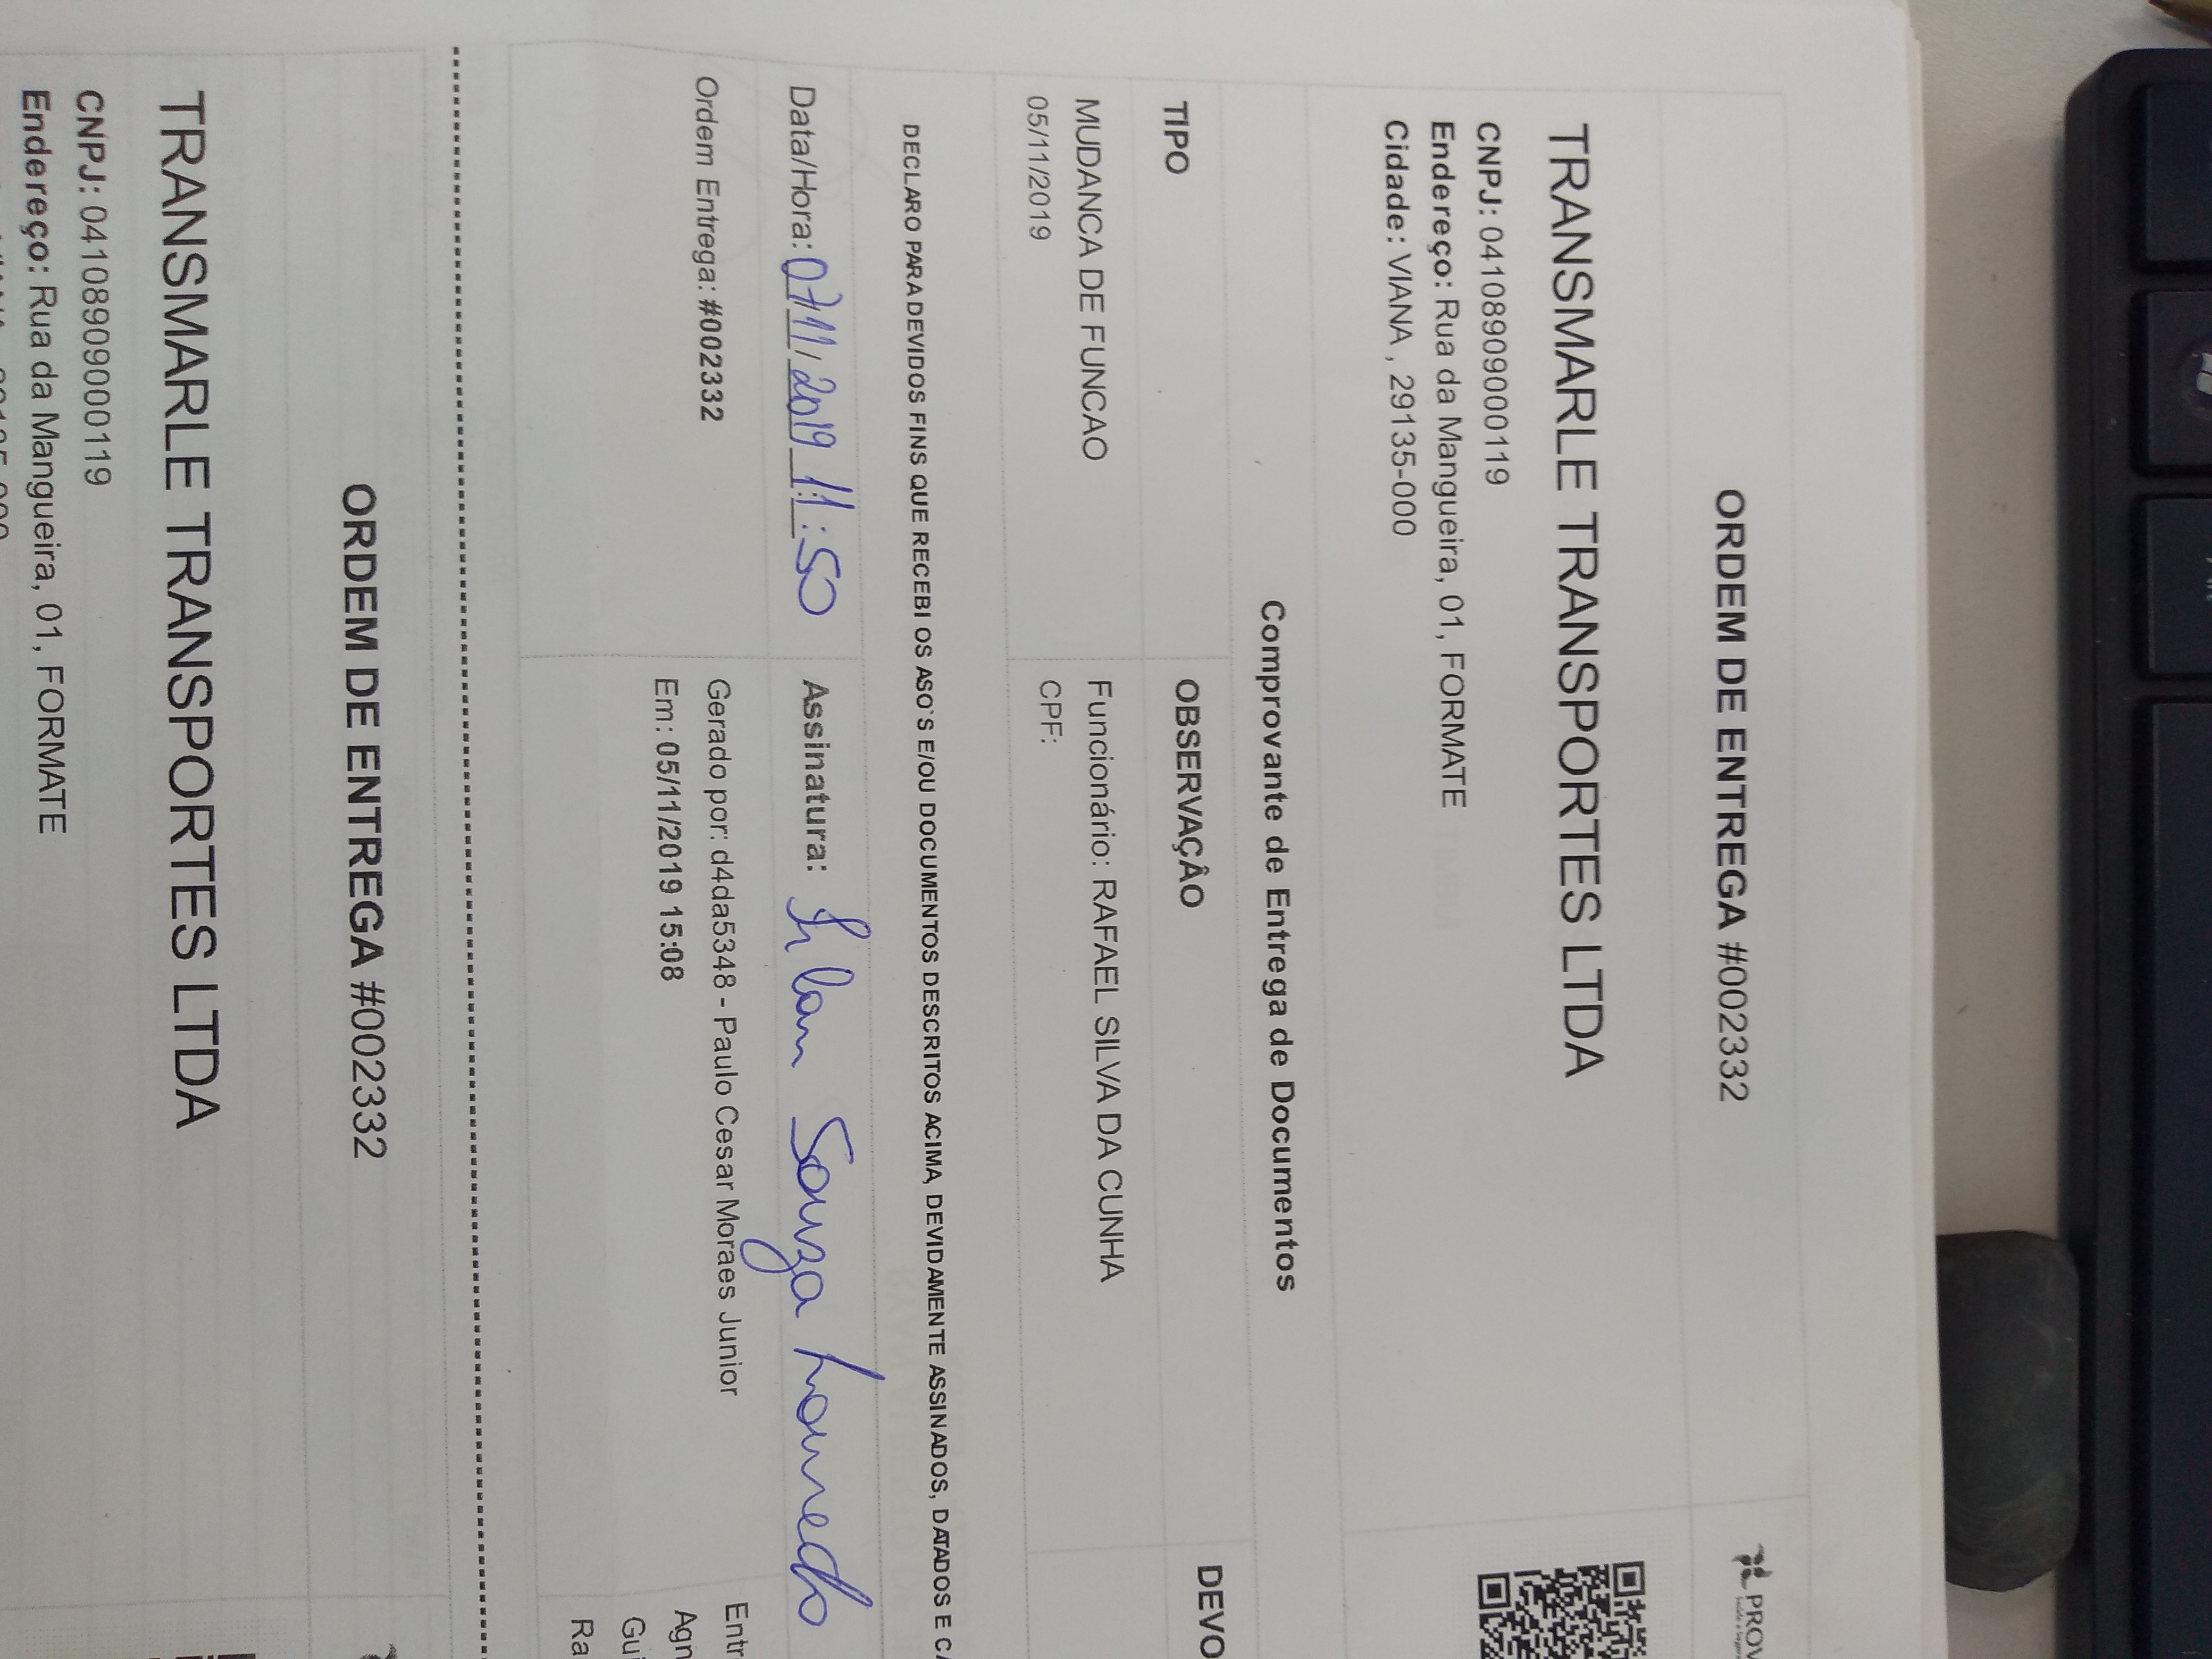 ORDEM DE ENTREGA #002332
PROV
TRANSMARLE TRANSPORTES LTDA
CNPJ: 04108909000119
Endereço: Rua da Mangueira, 01, FORMATE
Cidade: VIANA , 29135-000
Comprovante de Entrega de Documentos
TIPO OBSERVAÇÂO DEVO
MUDANCA DE FUNCAO Funcionário: RAFAEL SILVA DA CUNHA
05/11/2019 CPF:
DECLARO PARA DEVIDOS FINS QUE RECEBI OS ASO`S E/OU DOCUMENTOS DESCRITOS ACIMA, DEVIDAMENTE ASSINADOS, DATADOS E CA
Data/Hora: 07/11/2019 11:50 Assinatura: Souza
Ordem Entrega: #002332 Gerado por: d4da5348 - Paulo Cesar Moraes Junior Entr
Em: 05/11/2019 15:08 Agn
Gui
Ra
ORDEM DE ENTREGA #002332
TRANSMARLE TRANSPORTES LTDA
CNPJ: 04108909000119
Endereço: Rua da Mangueira, 01, FORMATE